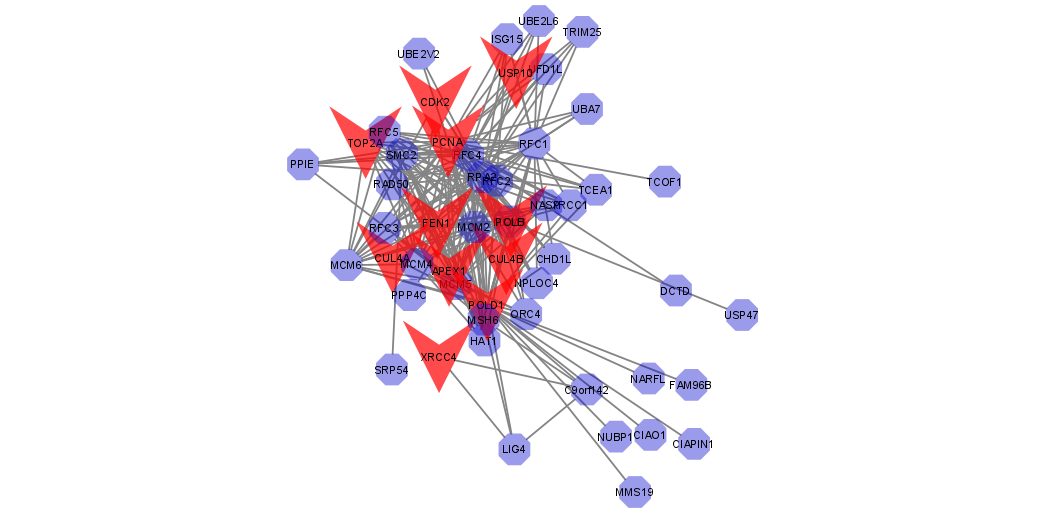 UBE2L6
TRIM25
ISG15
UBE2V2
UFD1L
USP10
CDK2
UBA7
RFC5
TOP2A
PCNA
RFC1
SMC2
RFC4
PPIE
RPA2
RFC2
RAD50
TCOF1
TCEA1
NASP
XRCC1
FEN1
RFC3
MCM2
CUL4A
MCM4
CUL4B
CHD1L
MCM6
APEX1
MCM5
NPLOC4
DCTD
PPP4C
POLD1
ORC4
USP47
MSH6
HAT1
XRCC4
SRP54
NARFL
FAM96B
C9orf142
NUBP1
CIAO1
CIAPIN1
LIG4
MMS19